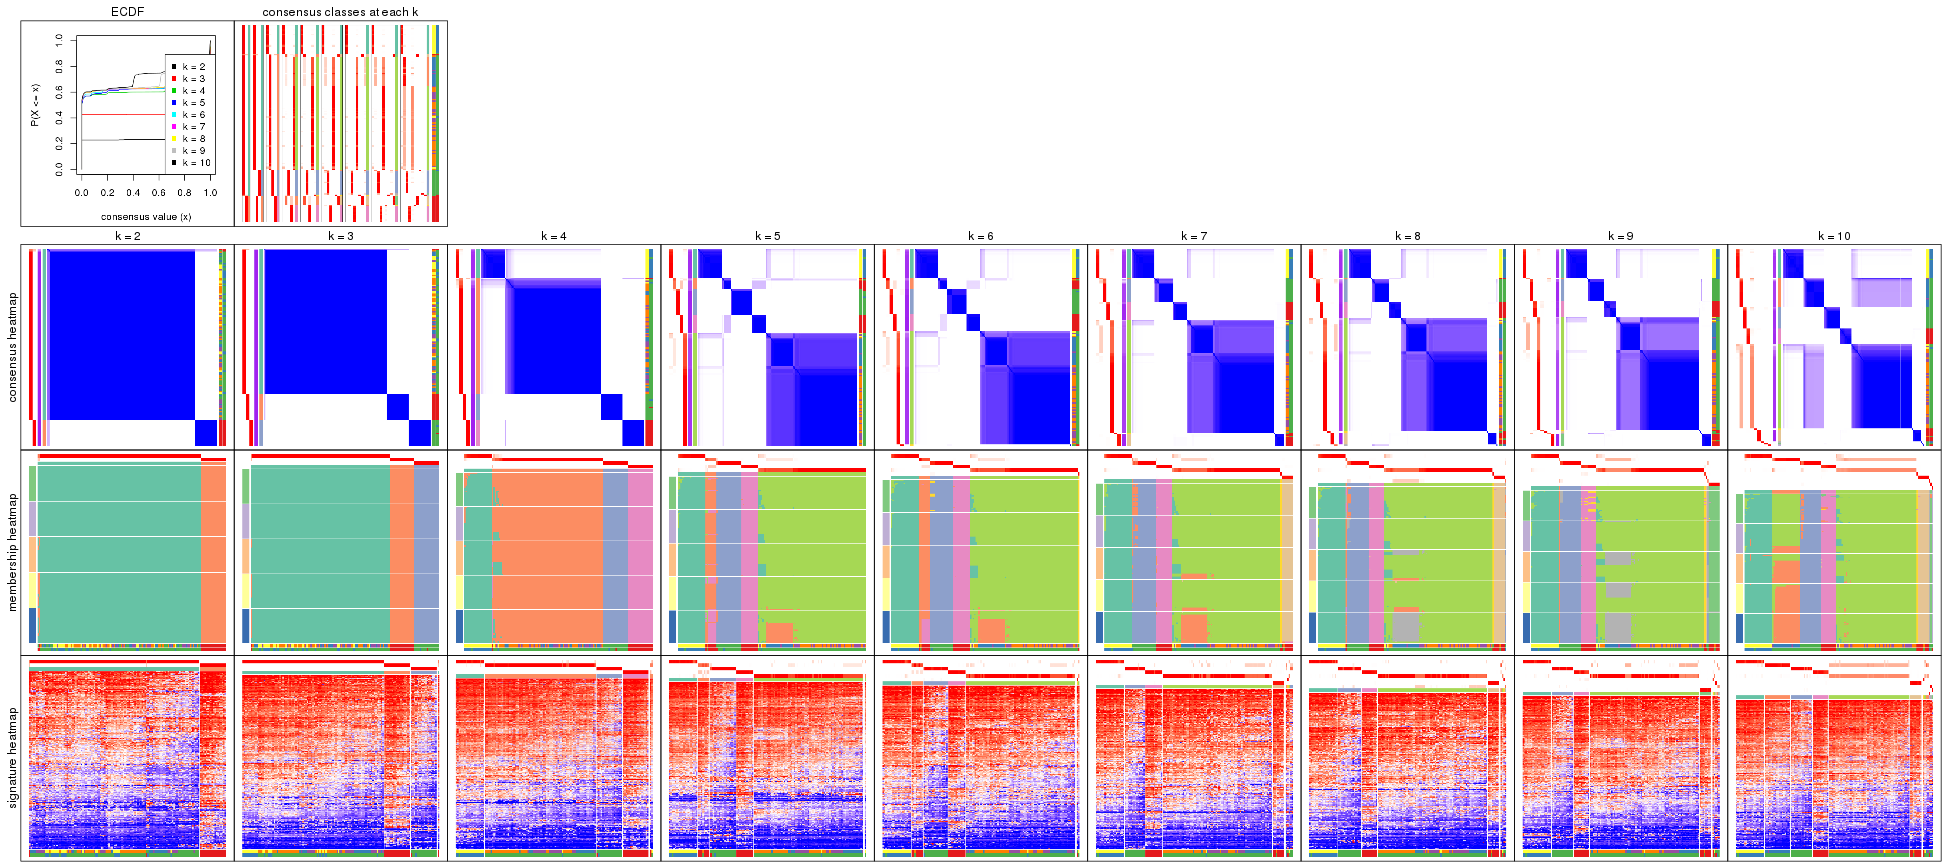 ECDF
consensus classes at each k
P(X <= x)
1.0
0.8
0.6
0.4
0.2
0.0
k = 2
k = 3
k = 4
k = 5
k = 6
k = 7
k = 8
k = 9
k = 10
0.0 0.2 0.4 0.6 0.8 1.0
consensus value (x)
k = 2
k = 3
k = 4
k = 5
k = 6
k = 7
k = 8
k = 9
k = 10
consensus heatmap
membership heatmap
signature heatmap